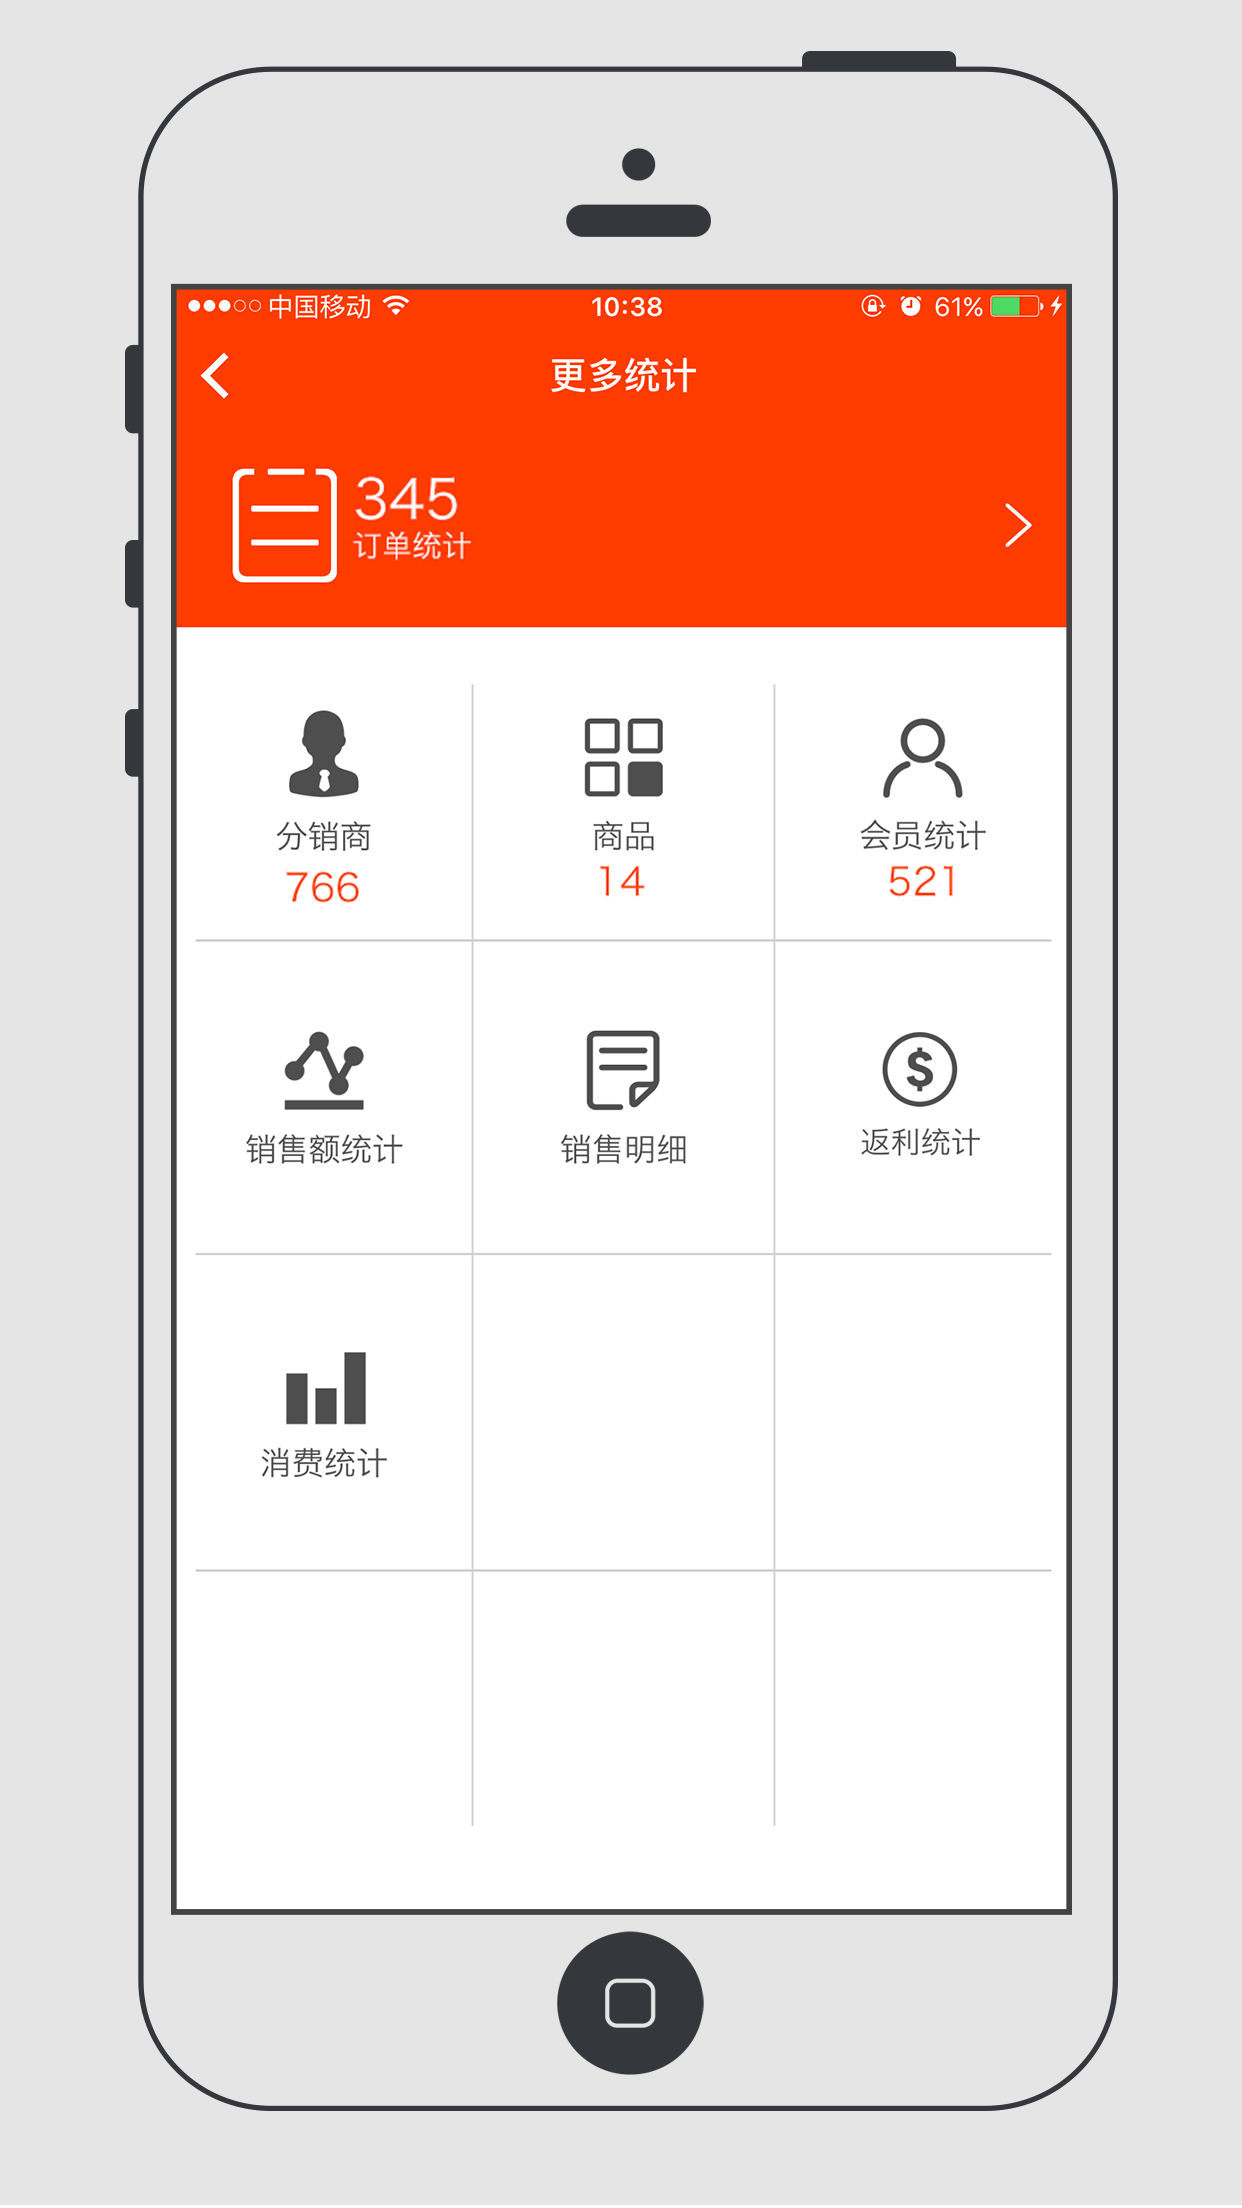 中国移动 10:38 61%
更多统计
345
订单统计
分销商 商品 会员统计
766 14 521
销售额统计 销售明细 返利统计
消费统计